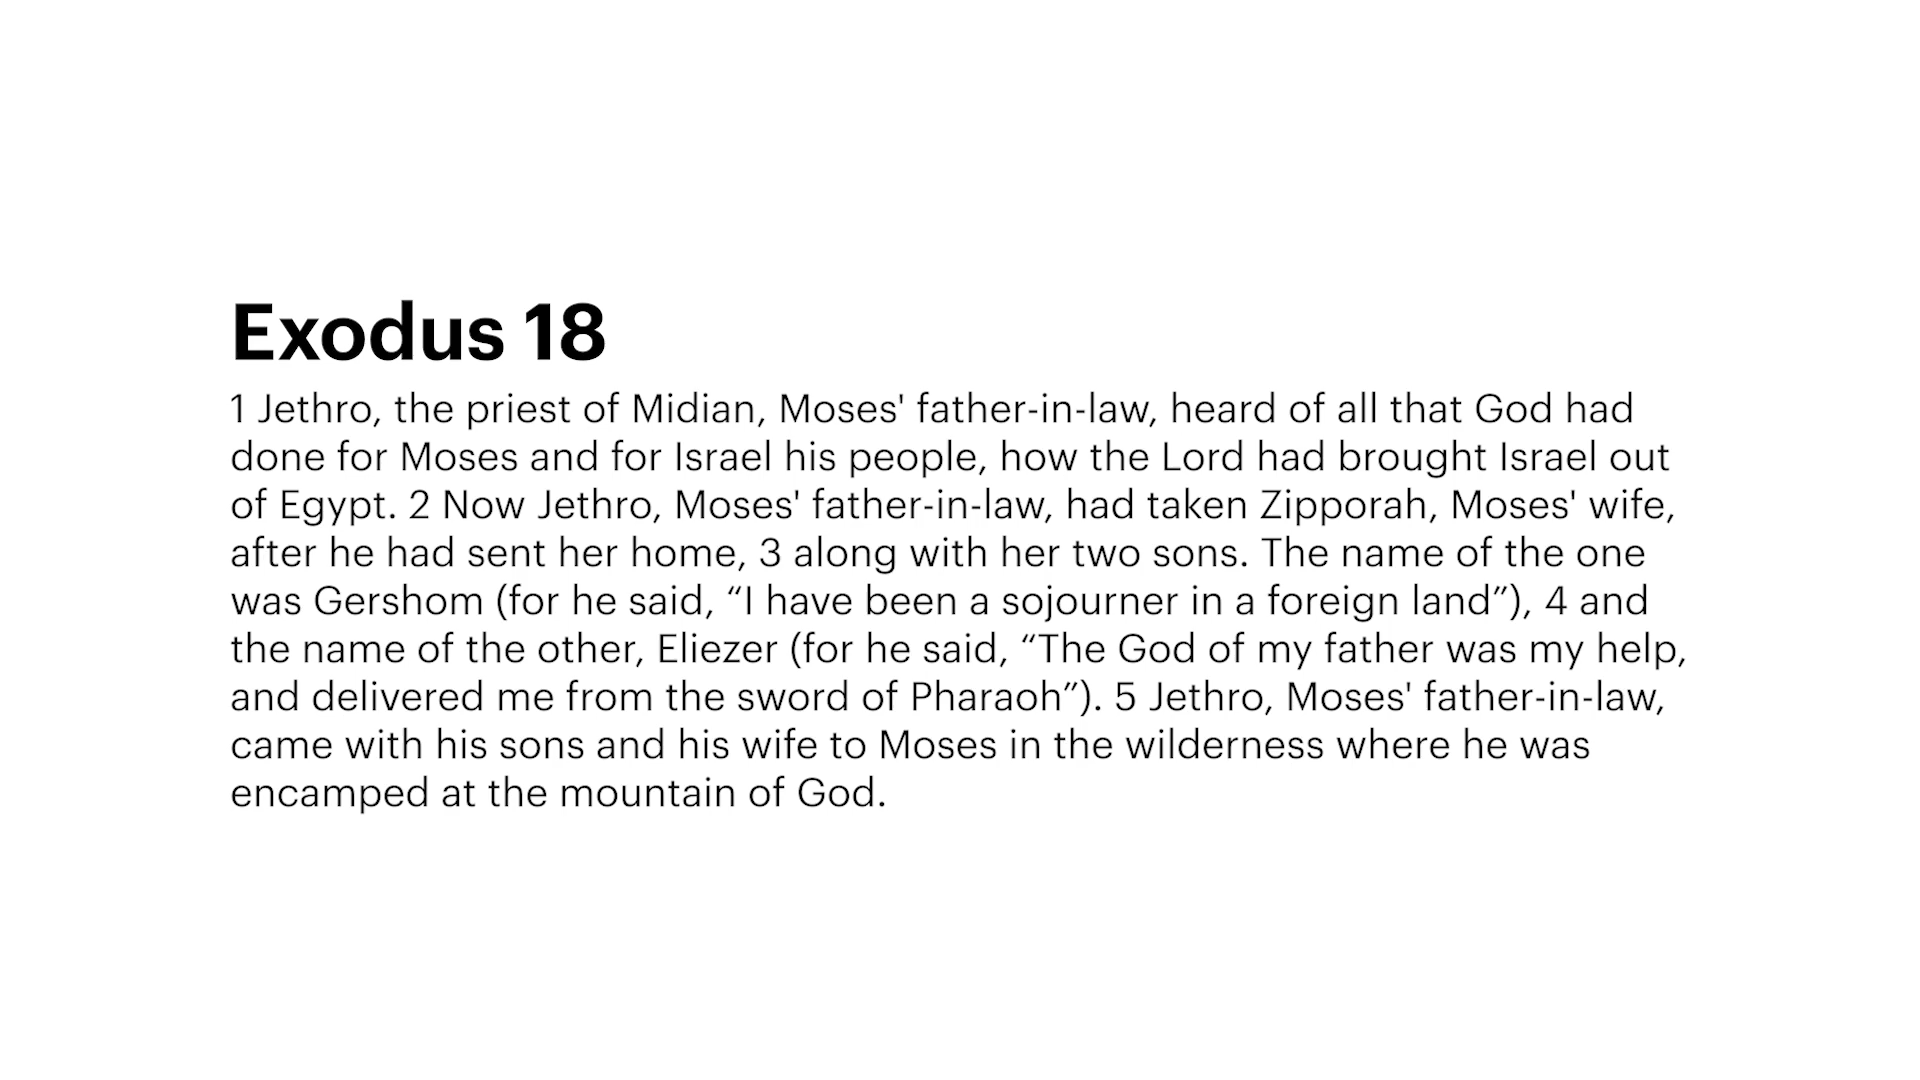 Exodus 18
1 Jethro, the priest of Midian, Moses' father-in-law, heard of all that God had
done for Moses and for Israel his people, how the Lord had brought Israel out
of Egypt. 2 Now Jethro, Moses' father-in-law, had taken Zipporah, Moses' wife,
after he had sent her home, 3 along with her two sons. The name of the one
was Gershom (for he said, “I have been a sojourner in a foreign land”), 4 and
the name of the other, Eliezer (for he said, “The God of my father was my help,
and delivered me from the sword of Pharaoh”). 5 Jethro, Moses' father-in-law,
came with his sons and his wife to Moses in the wilderness where he was
encamped at the mountain of God.